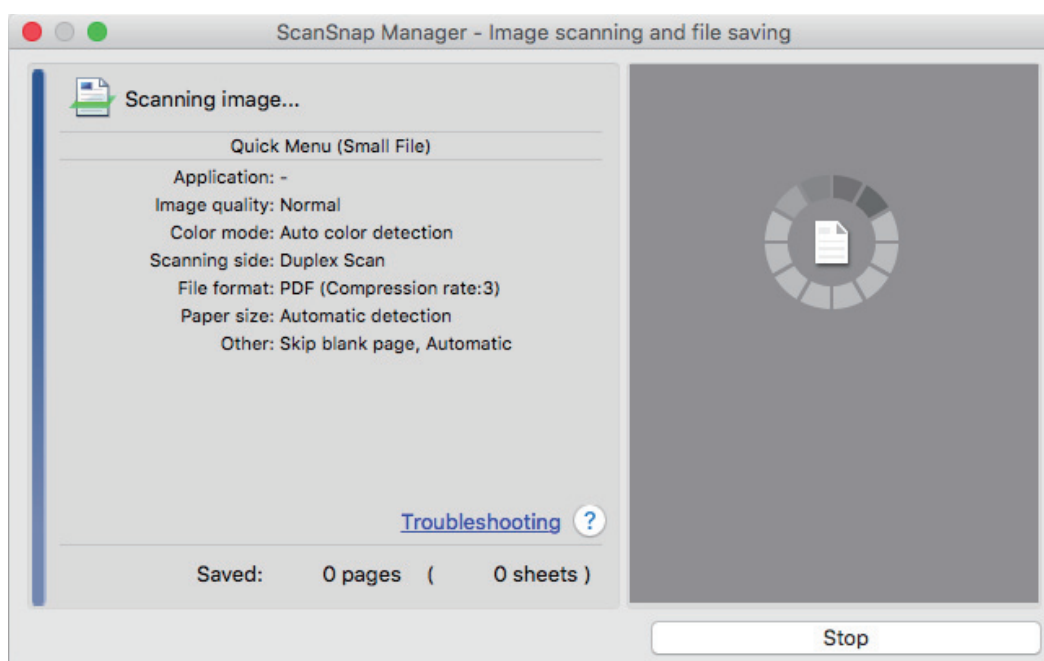 ScanSnap Manager - Image scanning and file saving
Scanning image...
Quick Menu (Small File)
Application: -
Image quality: Normal
Color mode: Auto color detection
Scanning side: Duplex Scan
File format: PDF (Compression rate:3)
Paper size: Automatic detection
Other: Skip blank page, Automatic
Troubleshooting ?
Saved: 0 pages ( 0 sheets )
Stop